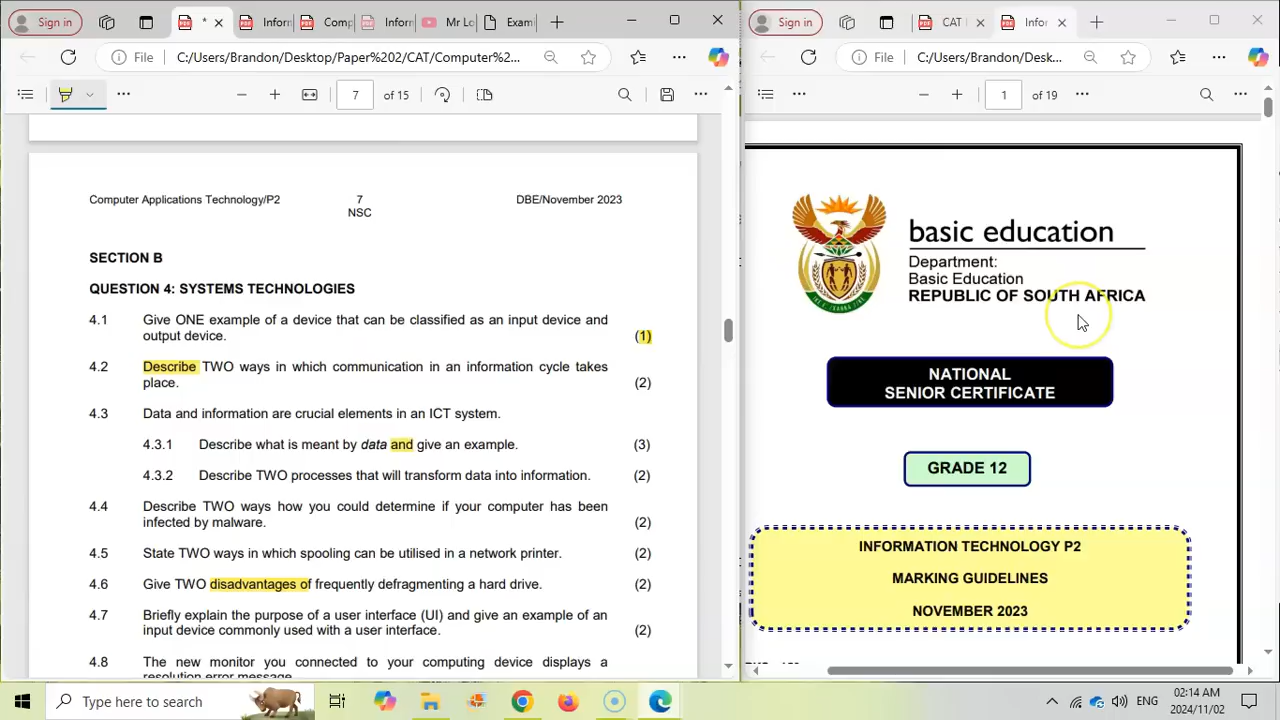 Sign in
* 
Inforı
Comp
Inforı
Mr Lo
Exam
Sign in
CAT
Infor
File
C:/Users/Brandon/Desktop/Paper%202/CAT/Computer%...
File
C:/Users/Brandon/Desktop...
7 of 15
1 of 19
Computer Applications Technology/P2 7 DBE/November 2023
NSC
SECTION B
QUESTION 4: SYSTEMS TECHNOLOGIES
4.1 Give ONE example of a device that can be classified as an input device and
output device. (1)
4.2 Describe TWO ways in which communication in an information cycle takes
place. (2)
4.3 Data and information are crucial elements in an ICT system.
4.3.1 Describe what is meant by data and give an example. (3)
4.3.2 Describe TWO processes that will transform data into information. (2)
4.4 Describe TWO ways how you could determine if your computer has been
infected by malware. (2)
4.5 State TWO ways in which spooling can be utilised in a network printer. (2)
4.6 Give TWO disadvantages of frequently defragmenting a hard drive. (2)
4.7 Briefly explain the purpose of a user interface (UI) and give an example of an
input device commonly used with a user interface. (2)
4.8 The new monitor you connected to your computing device displays a
resolution error message
basic education
Department:
Basic Education
REPUBLIC OF SOUTH AFRICA
NATIONAL
SENIOR CERTIFICATE
GRADE 12
INFORMATION TECHNOLOGY P2
MARKING GUIDELINES
NOVEMBER 2023
Type here to search
ENG
02:14 AM
2024/11/02